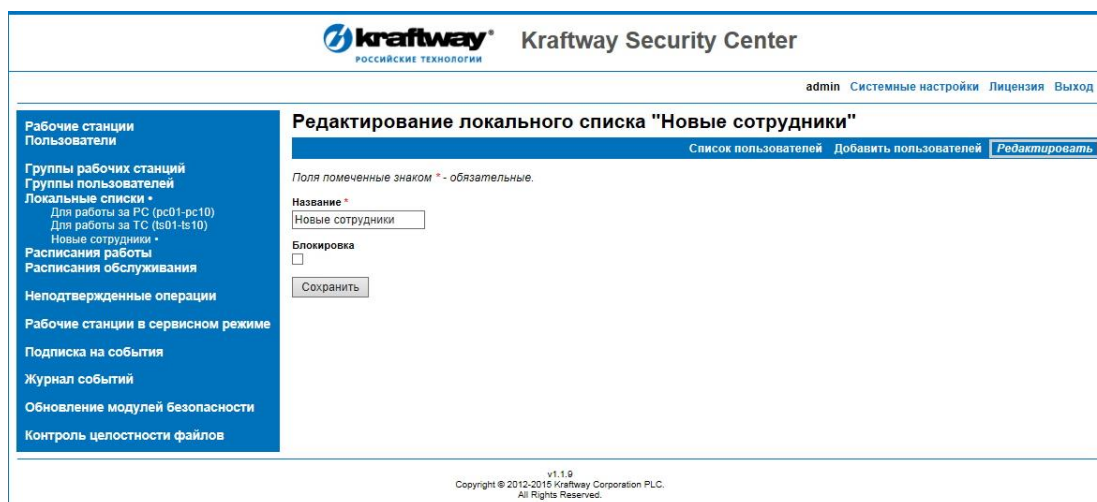 kraftway®
РОССИЙСКИЕ ТЕХНОЛОГИИ
Kraftway Security Center
admin Системные настройки Лицензия Выход
Рабочие станции
Пользователи
Группы рабочих станций
Группы пользователей
Локальные списки •
Для работы за PC (pc01-pc10)
Для работы за ТС (ts01-ts10)
Новые сотрудники •
Расписания работы
Расписания обслуживания
Неподтвержденные операции
Рабочие станции в сервисном режиме
Подписка на события
Журнал событий
Обновление модулей безопасности
Контроль целостности файлов
Редактирование локального списка "Новые сотрудники"
Список пользователей Добавить пользователей Редактировать
Поля помеченные знаком * - обязательные.
Название *
Новые сотрудники
Блокировка
Сохранить
v1.1.9
Copyright © 2012-2015 Kraftway Corporation PLC.
All Rights Reserved.